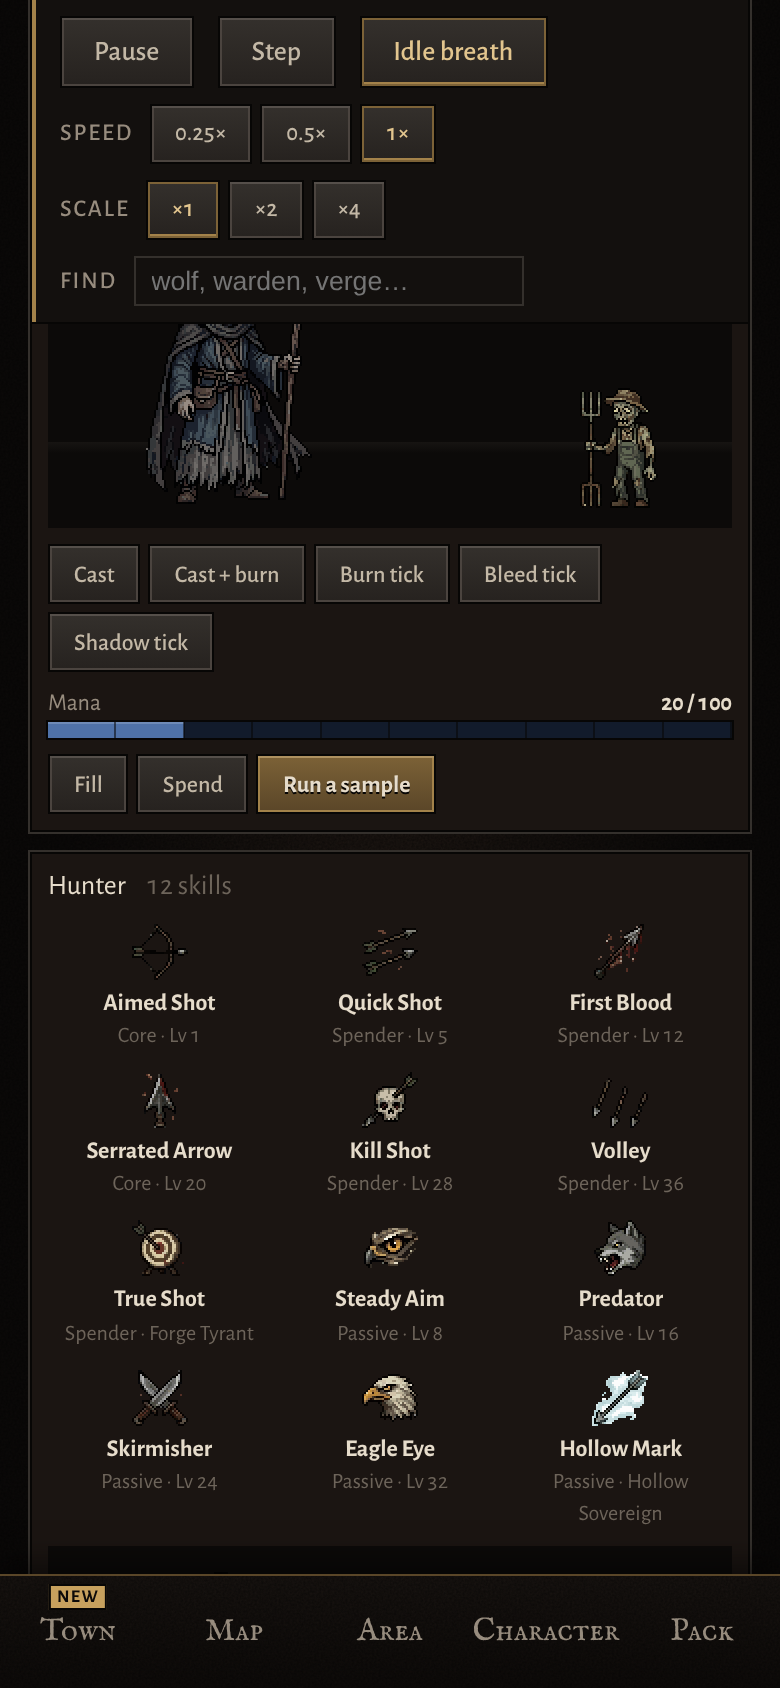 Pause Step Idle breath
SPEED 0.25× 0.5× 1×
SCALE ×1 ×2 ×4
FIND wolf, warden, verge...
Cast Cast + burn Burn tick Bleed tick
Shadow tick
Mana 20 / 100
Fill Spend Run a sample
Hunter 12 skills
Aimed Shot Quick Shot First Blood
Core · Lv 1 Spender · Lv 5 Spender · Lv 12
Serrated Arrow Kill Shot Volley
Core · Lv 20 Spender · Lv 28 Spender · Lv 36
True Shot Steady Aim Predator
Spender · Forge Tyrant Passive · Lv 8 Passive · Lv 16
Skirmisher Eagle Eye Hollow Mark
Passive · Lv 24 Passive · Lv 32 Passive · Hollow
Sovereign
NEW
Town Map Area Character Pack